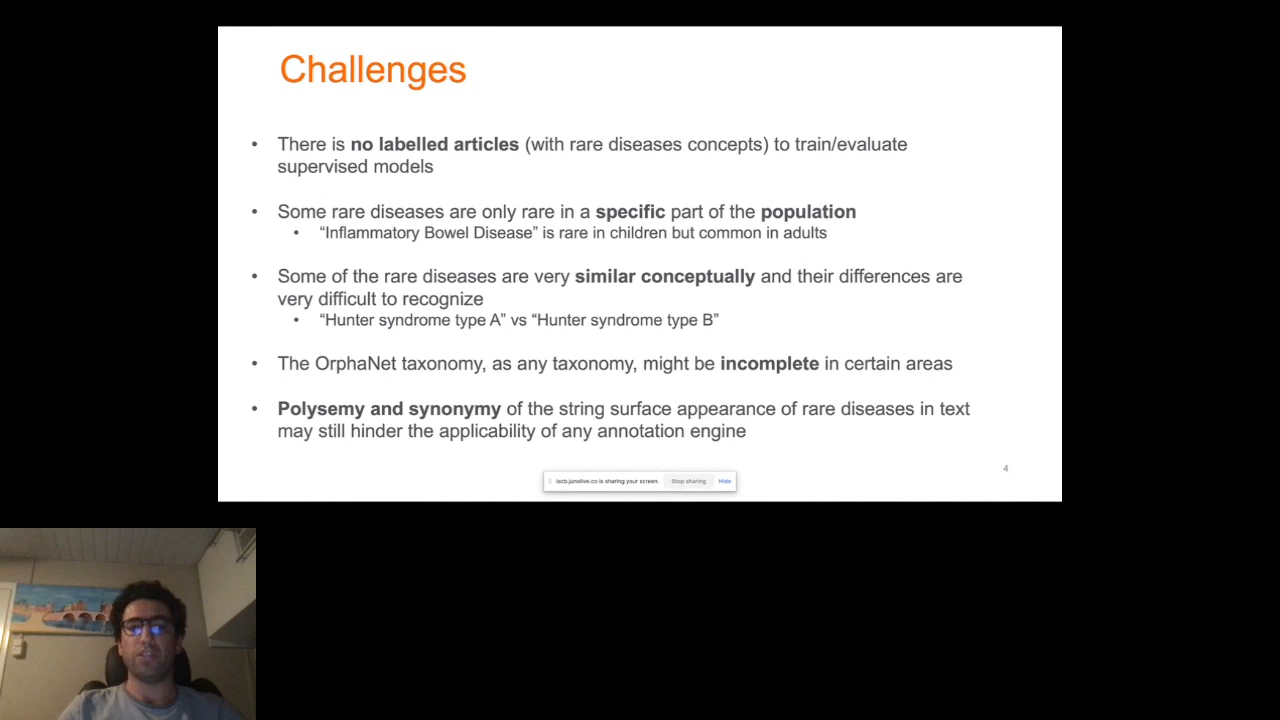 Challenges
• There is no labelled articles (with rare diseases concepts) to train/evaluate
supervised models
• Some rare diseases are only rare in a specific part of the population
• “Inflammatory Bowel Disease” is rare in children but common in adults
• Some of the rare diseases are very similar conceptually and their differences are
very difficult to recognize
• “Hunter syndrome type A” vs “Hunter syndrome type B”
• The OrphaNet taxonomy, as any taxonomy, might be incomplete in certain areas
• Polysemy and synonymy of the string surface appearance of rare diseases in text
may still hinder the applicability of any annotation engine
4
iscb.junolive.co is sharing your screen. Stop sharing Hide